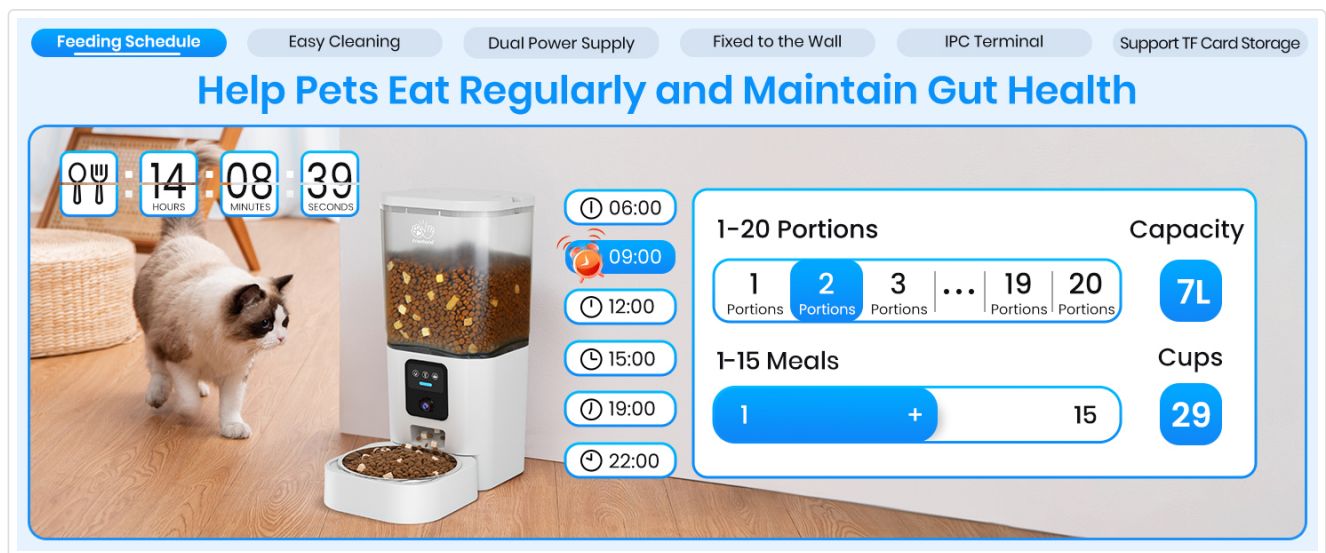 Feeding Schedule
Easy Cleaning
Dual Power Supply
Fixed to the Wall
IPC Terminal
Support TF Card Storage
Help Pets Eat Regularly and Maintain Gut Health
14 : 08 : 39
HOURS MINUTES SECONDS
06:00
09:00
12:00
15:00
19:00
22:00
1-20 Portions
1 2 3 ... 19 20
Portions Portions Portions Portions Portions
1-15 Meals
1 + 15
Capacity
7L
Cups
29